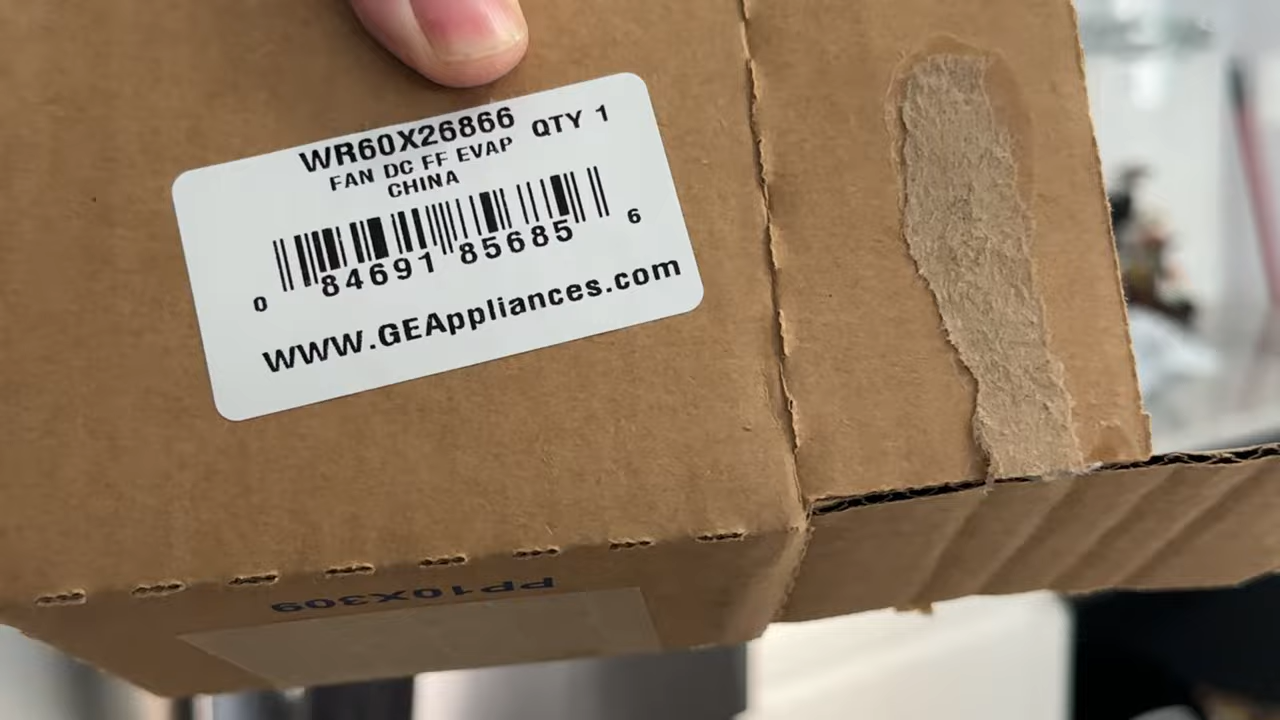 WR60X26866 QTY 1
FAN DC FF EVAP
CHINA
0 84691 85685 6
www.GEAppliances.com
PP10X309